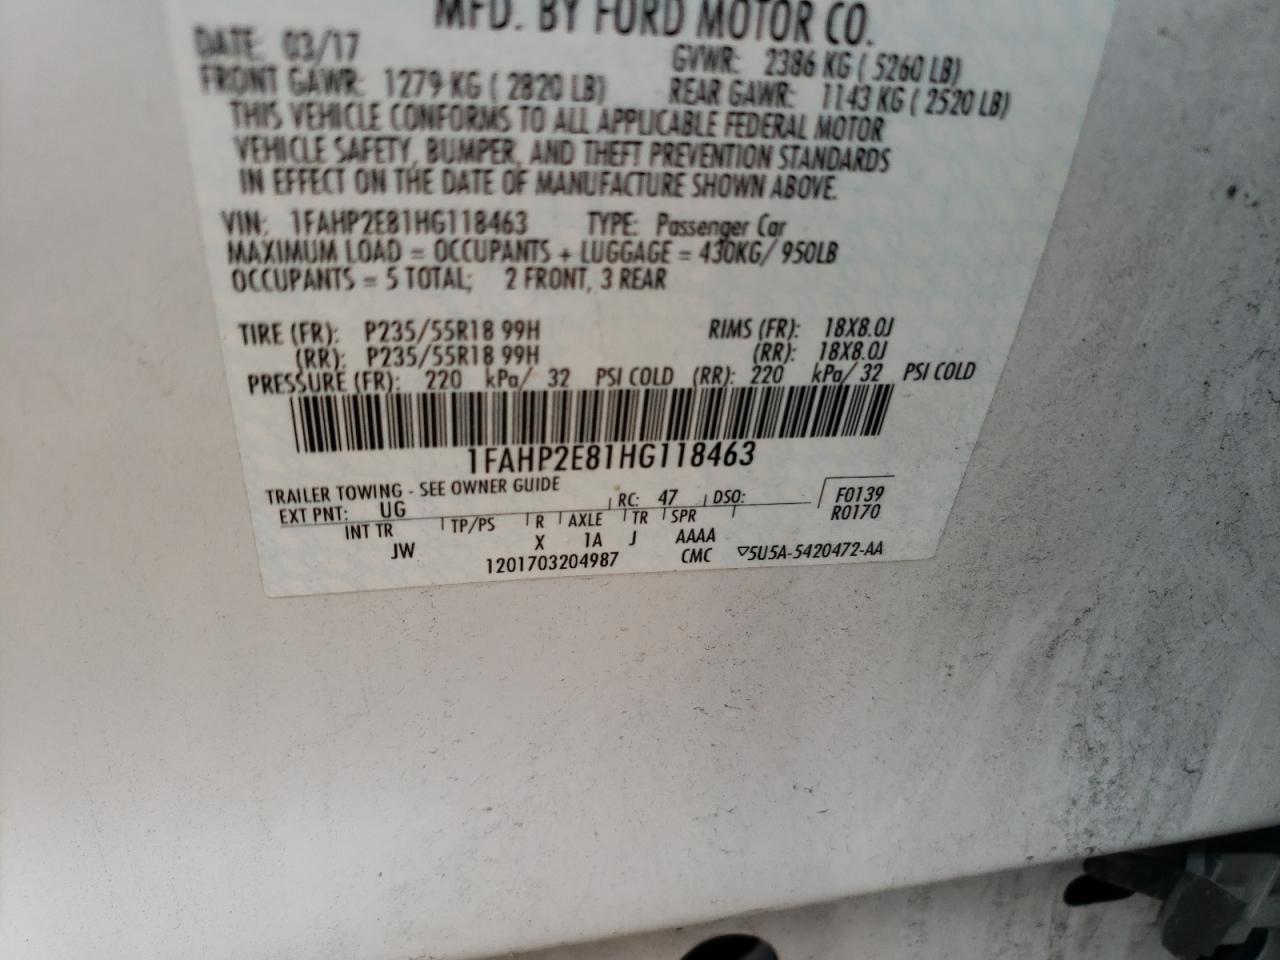 MFD. BY FORD MOTOR CO.
DATE: 03/17 GVWR: 2386 KG ( 5260 LB)
FRONT GAWR: 1279 KG ( 2820 LB) REAR GAWR: 1143 KG ( 2520 LB)
THIS VEHICLE CONFORMS TO ALL APPLICABLE FEDERAL MOTOR
VEHICLE SAFETY, BUMPER, AND THEFT PREVENTION STANDARDS
IN EFFECT ON THE DATE OF MANUFACTURE SHOWN ABOVE.
VIN: 1FAHP2E81HG118463 TYPE: Passenger Car
MAXIMUM LOAD = OCCUPANTS + LUGGAGE = 430KG/ 950LB
OCCUPANTS = 5 TOTAL; 2 FRONT, 3 REAR
TIRE (FR): P235/55R18 99H RIMS (FR): 18X8.0J
(RR): P235/55R18 99H (RR): 18X8.0J
PRESSURE (FR): 220 kPa/ 32 PSI COLD (RR): 220 kPa/ 32 PSI COLD
1FAHP2E81HG118463
TRAILER TOWING - SEE OWNER GUIDE
EXT PNT: UG RC: 47 DSO: F0139
INT TR TP/PS R AXLE TR SPR R0170
JW X 1A J AAAA
1201703204987 CMC ▽5U5A-5420472-AA